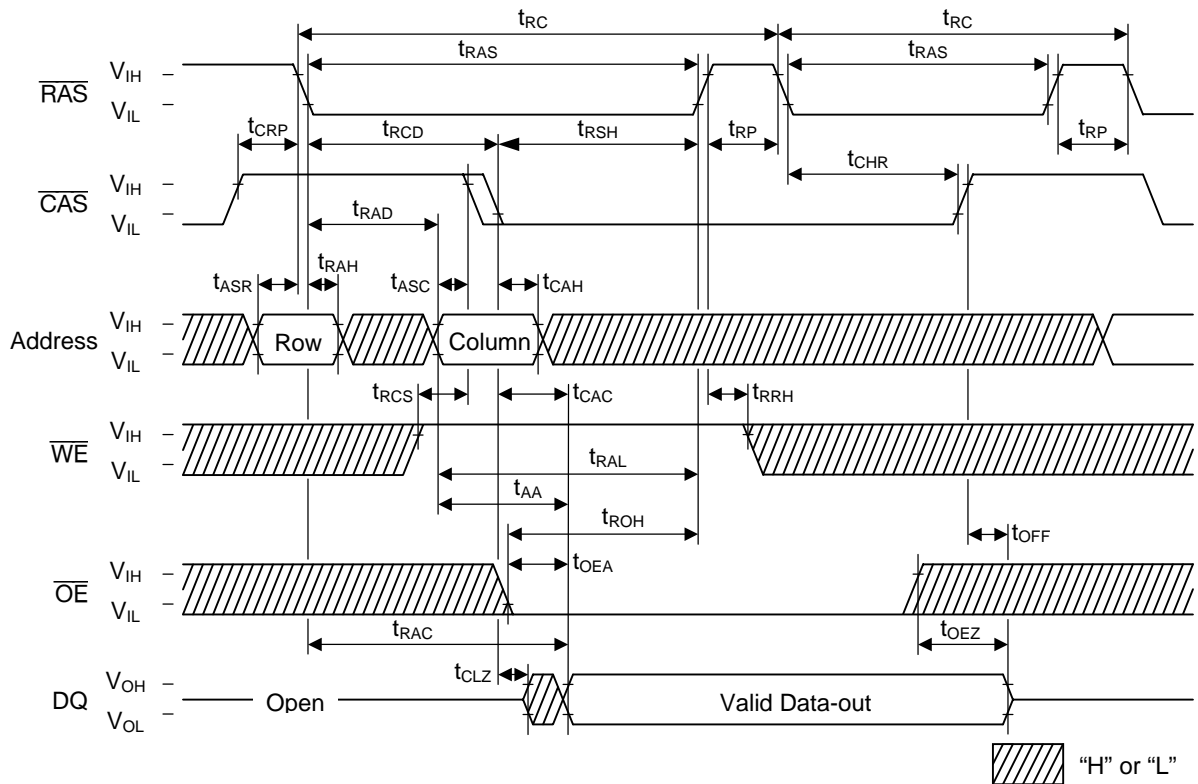 tRC tRC
tRAS tRAS
RAS VIH
VIL
tCRP tRCD tRSH tRP tRP
tCHR
CAS VIH
VIL
tRAD
tASR tRAH tASC tCAH
Address VIH
VIL
Row Column
tRCS tCAC tRRH
WE VIH
VIL
tRAL
tAA
tROH
tOFF
OE VIH
VIL
tOEA
tRAC
tOEZ
tCLZ
DQ VOH
VOL
Open Valid Data-out
“H” or “L”